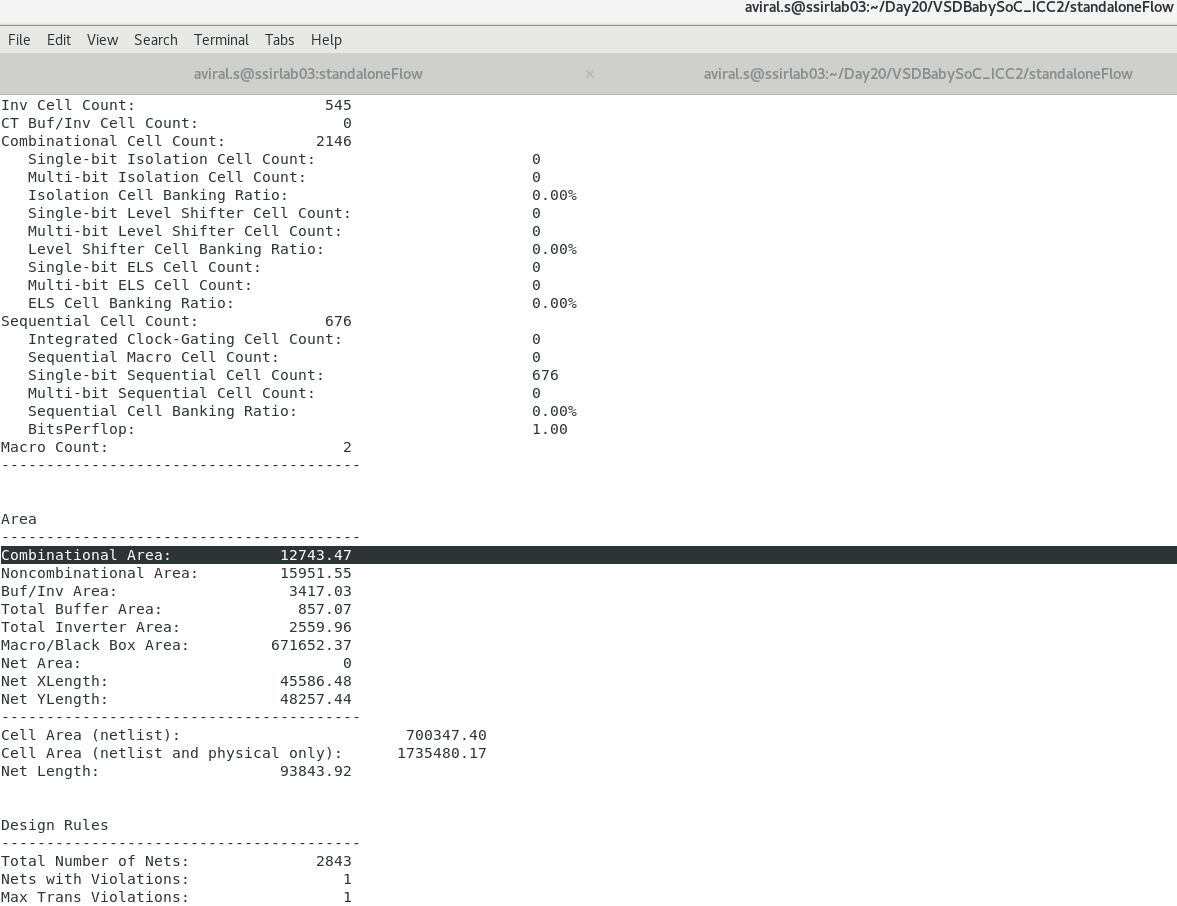 aviral.s@ssirlab03:~/Day20/VSDBabySoC_ICC2/standaloneFlow
File Edit View Search Terminal Tabs Help
aviral.s@ssirlab03:standaloneFlow × aviral.s@ssirlab03:~/Day20/VSDBabySoC_ICC2/standaloneFlow
Inv Cell Count: 545
CT Buf/Inv Cell Count: 0
Combinational Cell Count: 2146
Single-bit Isolation Cell Count: 0
Multi-bit Isolation Cell Count: 0
Isolation Cell Banking Ratio: 0.00%
Single-bit Level Shifter Cell Count: 0
Multi-bit Level Shifter Cell Count: 0
Level Shifter Cell Banking Ratio: 0.00%
Single-bit ELS Cell Count: 0
Multi-bit ELS Cell Count: 0
ELS Cell Banking Ratio: 0.00%
Sequential Cell Count: 676
Integrated Clock-Gating Cell Count: 0
Sequential Macro Cell Count: 0
Single-bit Sequential Cell Count: 676
Multi-bit Sequential Cell Count: 0
Sequential Cell Banking Ratio: 0.00%
BitsPerflop: 1.00
Macro Count: 2
----------------------------------------
Area
----------------------------------------
Combinational Area: 12743.47
Noncombinational Area: 15951.55
Buf/Inv Area: 3417.03
Total Buffer Area: 857.07
Total Inverter Area: 2559.96
Macro/Black Box Area: 671652.37
Net Area: 0
Net XLength: 45586.48
Net YLength: 48257.44
----------------------------------------
Cell Area (netlist): 700347.40
Cell Area (netlist and physical only): 1735480.17
Net Length: 93843.92
Design Rules
----------------------------------------
Total Number of Nets: 2843
Nets with Violations: 1
Max Trans Violations: 1